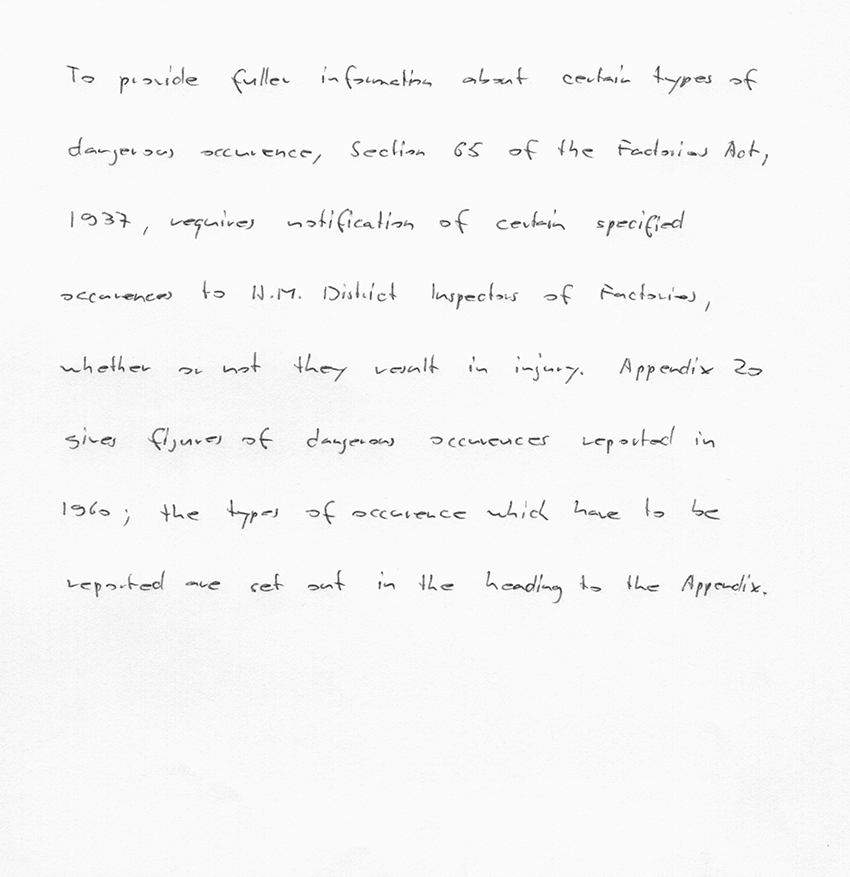 To provide fuller information about certain types of
dangerous occurence, Section 65 of the Factories Act,
1937, requires notification of certain specified
occurences to H.M. District Inspectors of Factories,
whether or not they result in injury. Appendix 20
gives figures of dangerous occurences reported in
1960; the types of occurence which have to be
reported are set out in the heading to the Appendix.